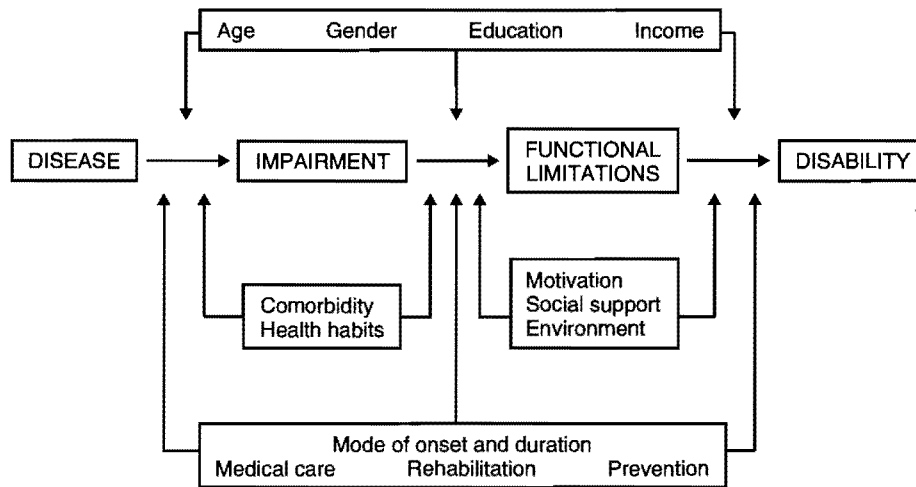 Age Gender Education Income
DISEASE IMPAIRMENT FUNCTIONAL LIMITATIONS DISABILITY
Comorbidity
Health habits
Motivation
Social support
Environment
Mode of onset and duration
Medical care Rehabilitation Prevention